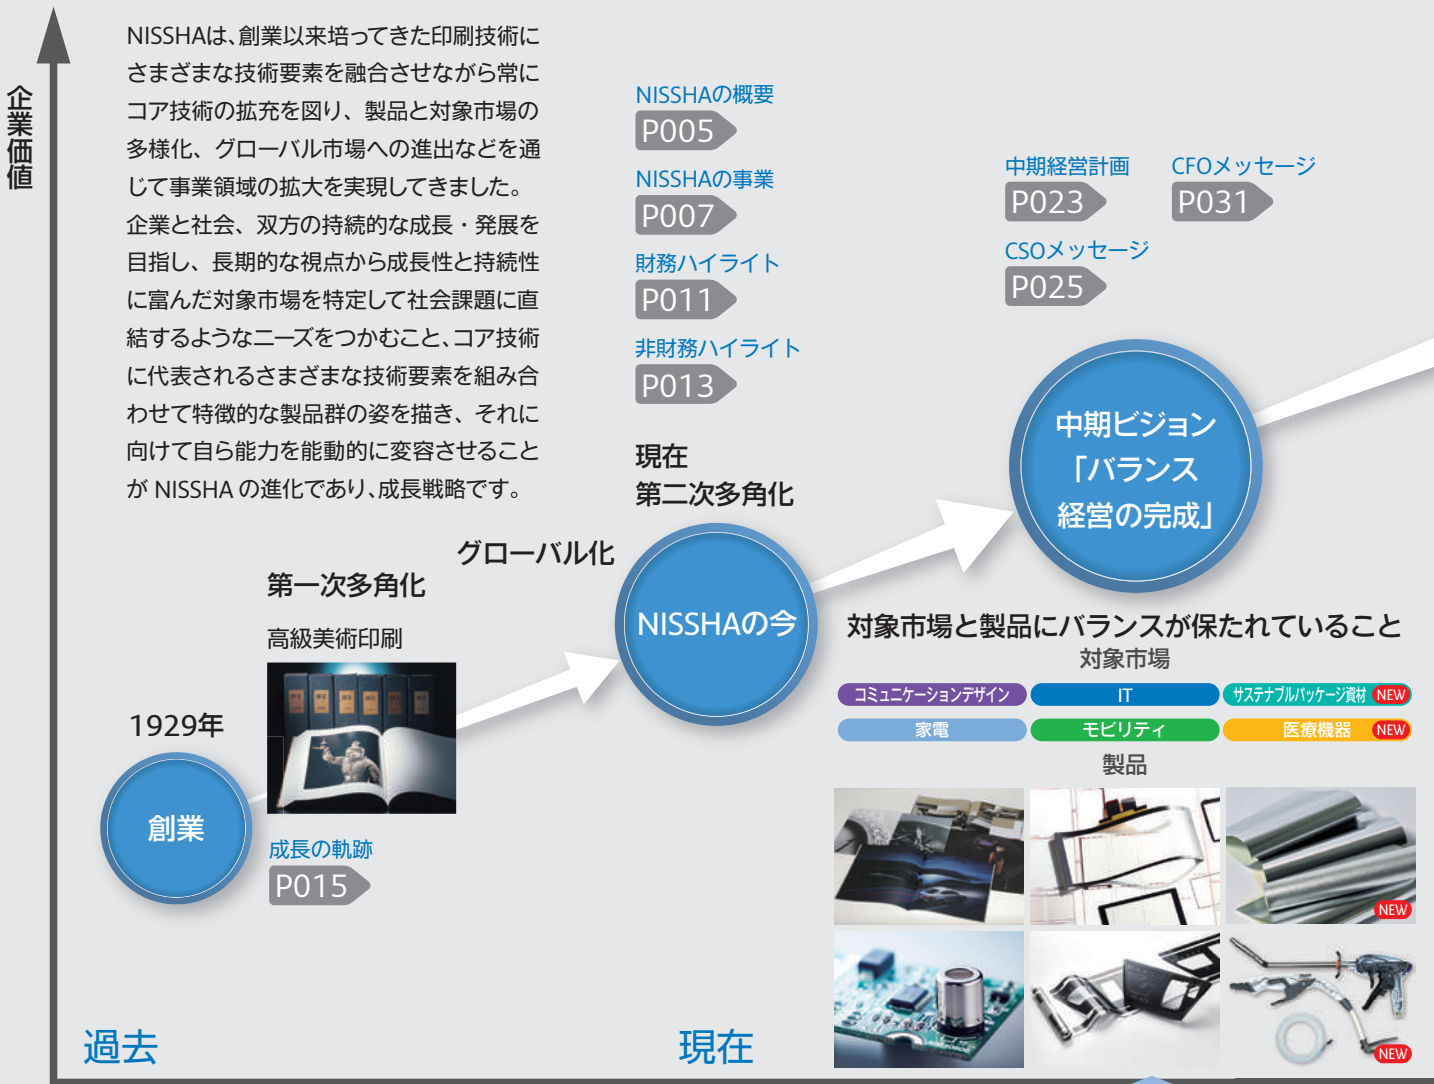 企業価値
NISSHAは、創業以来培ってきた印刷技術に
さまざまな技術要素を融合させながら常に
コア技術の拡充を図り、製品と対象市場の
多様化、グローバル市場への進出などを通
じて事業領域の拡大を実現してきました。
企業と社会、双方の持続的な成長・発展を
目指し、長期的な視点から成長性と持続性
に富んだ対象市場を特定して社会課題に直
結するようなニーズをつかむこと、コア技術
に代表されるさまざまな技術要素を組み合
わせて特徴的な製品群の姿を描き、それに
向けて自ら能力を能動的に変容させること
が NISSHA の進化であり、成長戦略です。
NISSHAの概要
P005
NISSHAの事業
P007
財務ハイライト
P011
非財務ハイライト
P013
中期経営計画
P023
CFOメッセージ
P031
CSOメッセージ
P025
1929年
創業
第一次多角化
高級美術印刷
成長の軌跡
P015
グローバル化
現在
第二次多角化
NISSHAの今
中期ビジョン
「バランス
経営の完成」
対象市場と製品にバランスが保たれていること
対象市場
コミュニケーションデザイン
IT
サステナブルパッケージ資材 NEW
家電
モビリティ
医療機器 NEW
製品
NEW
NEW
過去
現在